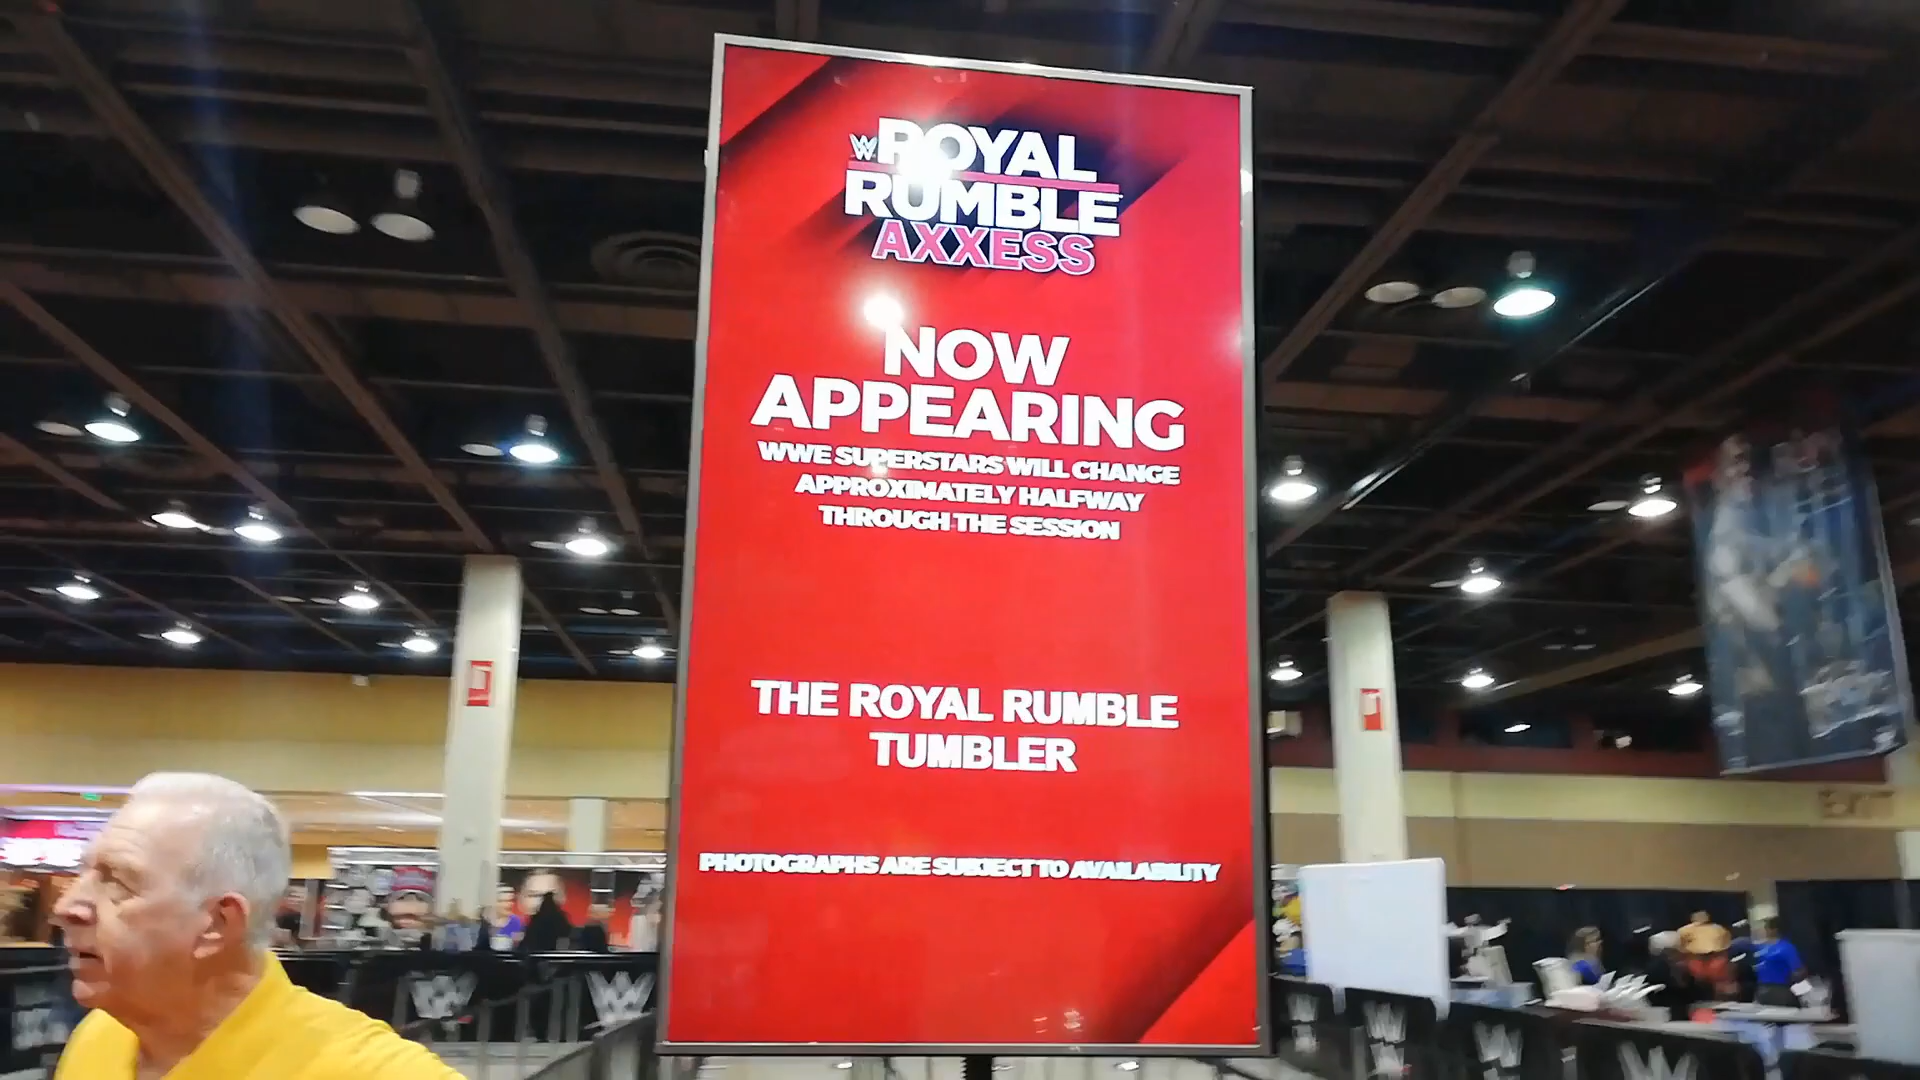 W ROYAL
RUMBLE
AXXESS
NOW
APPEARING
WWE SUPERSTARS WILL CHANGE
APPROXIMATELY HALFWAY
THROUGH THE SESSION
THE ROYAL RUMBLE
TUMBLER
PHOTOGRAPHS ARE SUBJECT TO AVAILABILITY